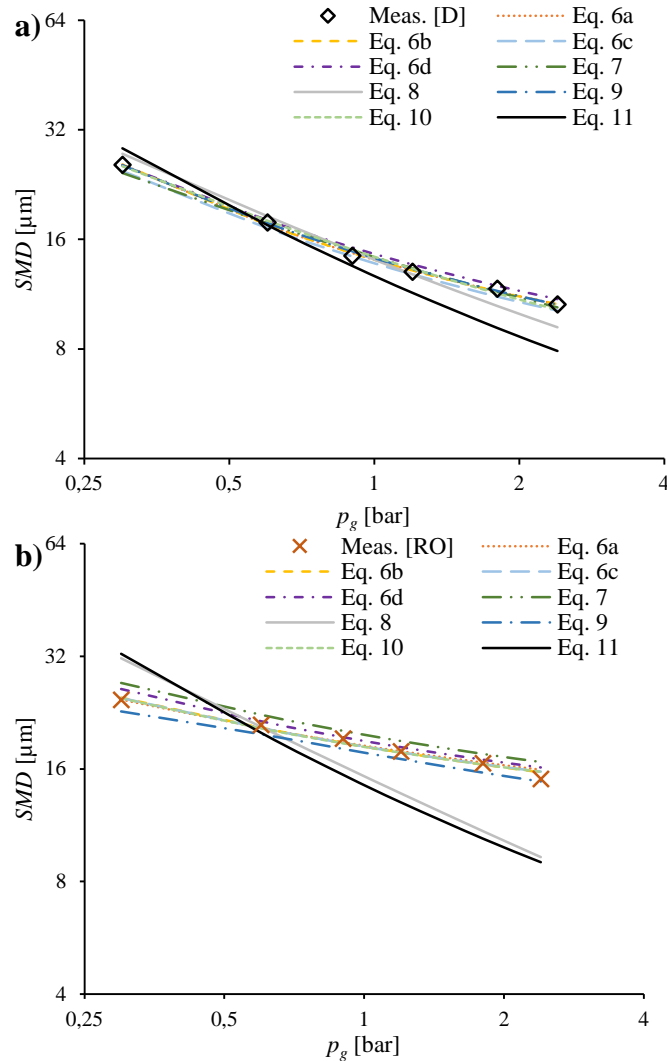 a)
64
32
16
8
4
SMD [µm]
Meas. [D]
Eq. 6a
Eq. 6b
Eq. 6c
Eq. 6d
Eq. 7
Eq. 8
Eq. 9
Eq. 10
Eq. 11
0,25
0,5
1
2
4
p_g [bar]
b)
64
32
16
8
4
SMD [µm]
Meas. [RO]
Eq. 6a
Eq. 6b
Eq. 6c
Eq. 6d
Eq. 7
Eq. 8
Eq. 9
Eq. 10
Eq. 11
0,25
0,5
1
2
4
p_g [bar]